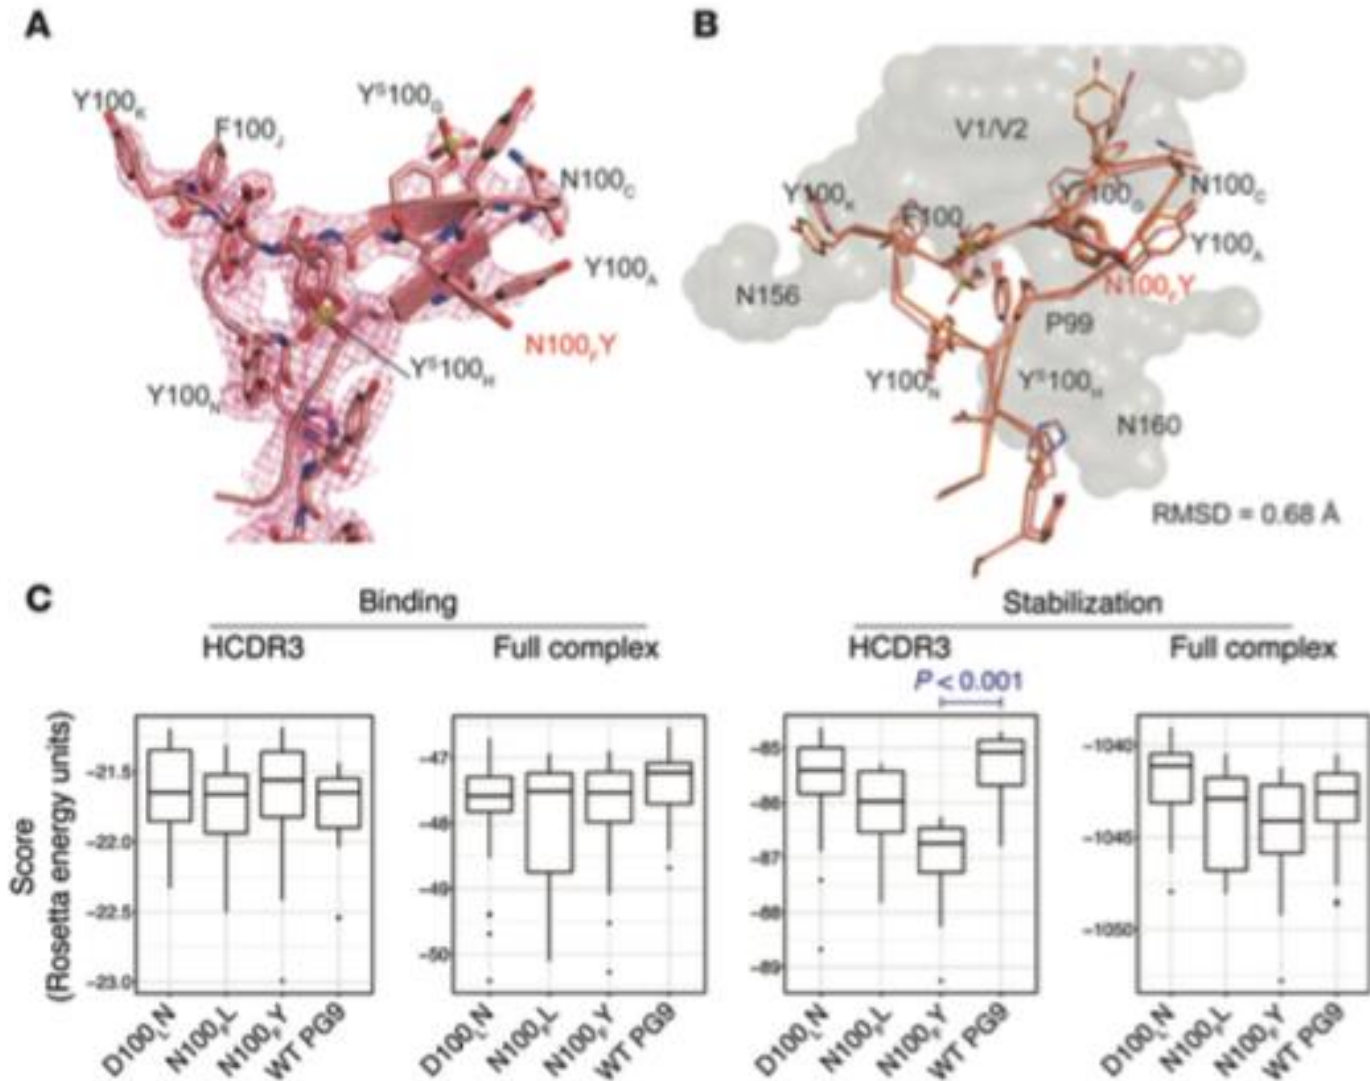 A
Y100K
F100J
YS100G
N100C
Y100A
N100FY
YS100H
Y100N
B
V1/V2
Y100K
F100J
YS100G
N100C
Y100A
N100FY
N156
P99
Y100N
YS100H
N160
RMSD = 0.68 Å
C
Binding
Stabilization
HCDR3
Full complex
HCDR3
Full complex
P < 0.001
Score
(Rosetta energy units)
−21.5
−22.0
−22.5
−23.0
−47
−48
−49
−50
−85
−86
−87
−88
−89
−1040
−1045
−1050
D100LN
N100FL
N100FY
WT PG9
D100LN
N100FL
N100FY
WT PG9
D100LN
N100FL
N100FY
WT PG9
D100LN
N100FL
N100FY
WT PG9